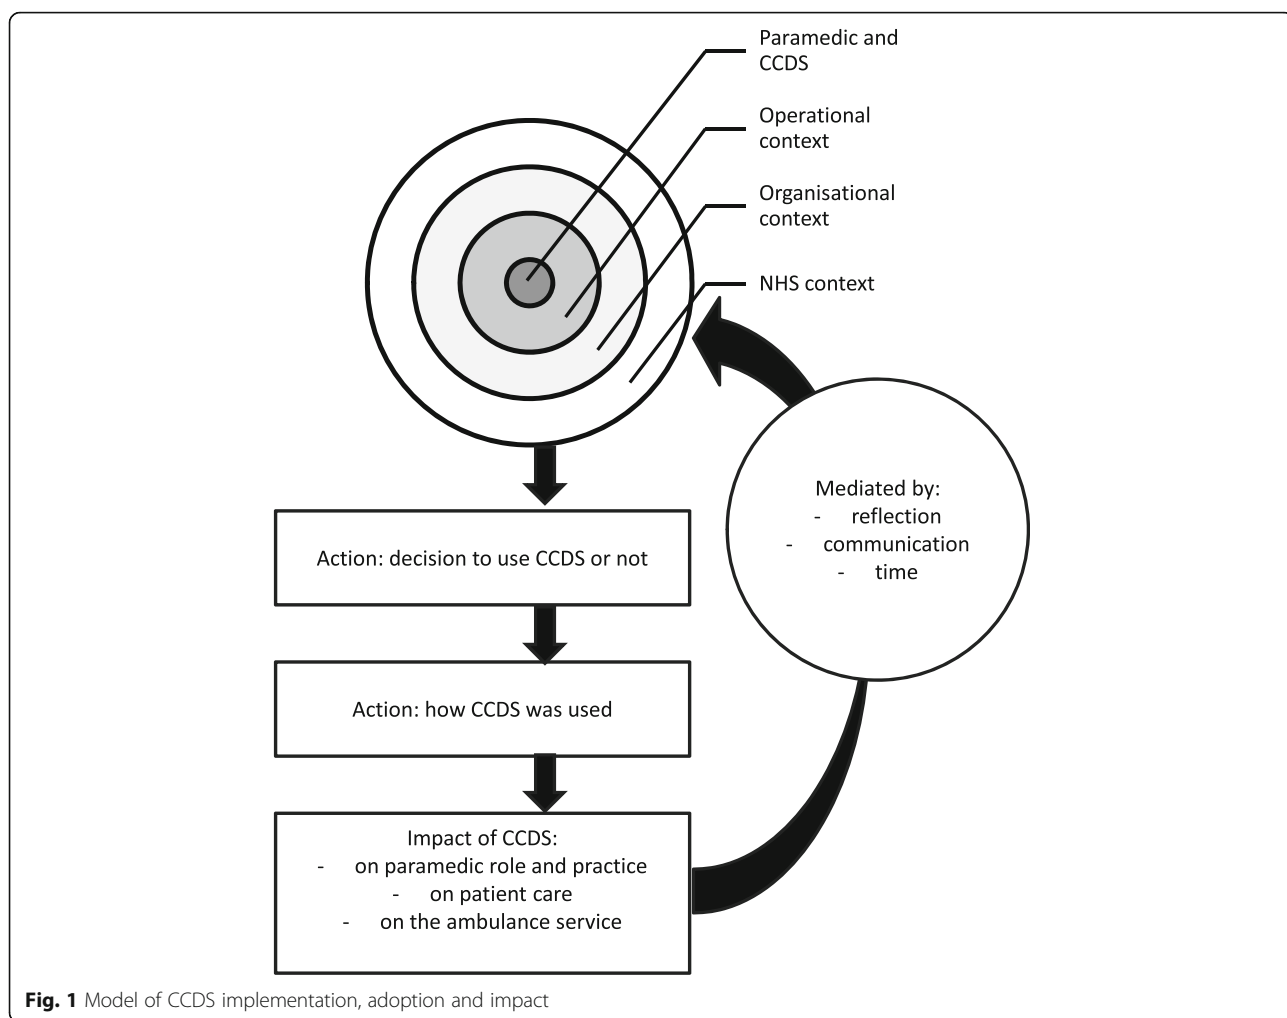 Paramedic and
CCDS
Operational
context
Organisational
context
NHS context
Mediated by:
- reflection
- communication
- time
Action: decision to use CCDS or not
Action: how CCDS was used
Impact of CCDS:
- on paramedic role and practice
- on patient care
- on the ambulance service
Fig. 1 Model of CCDS implementation, adoption and impact